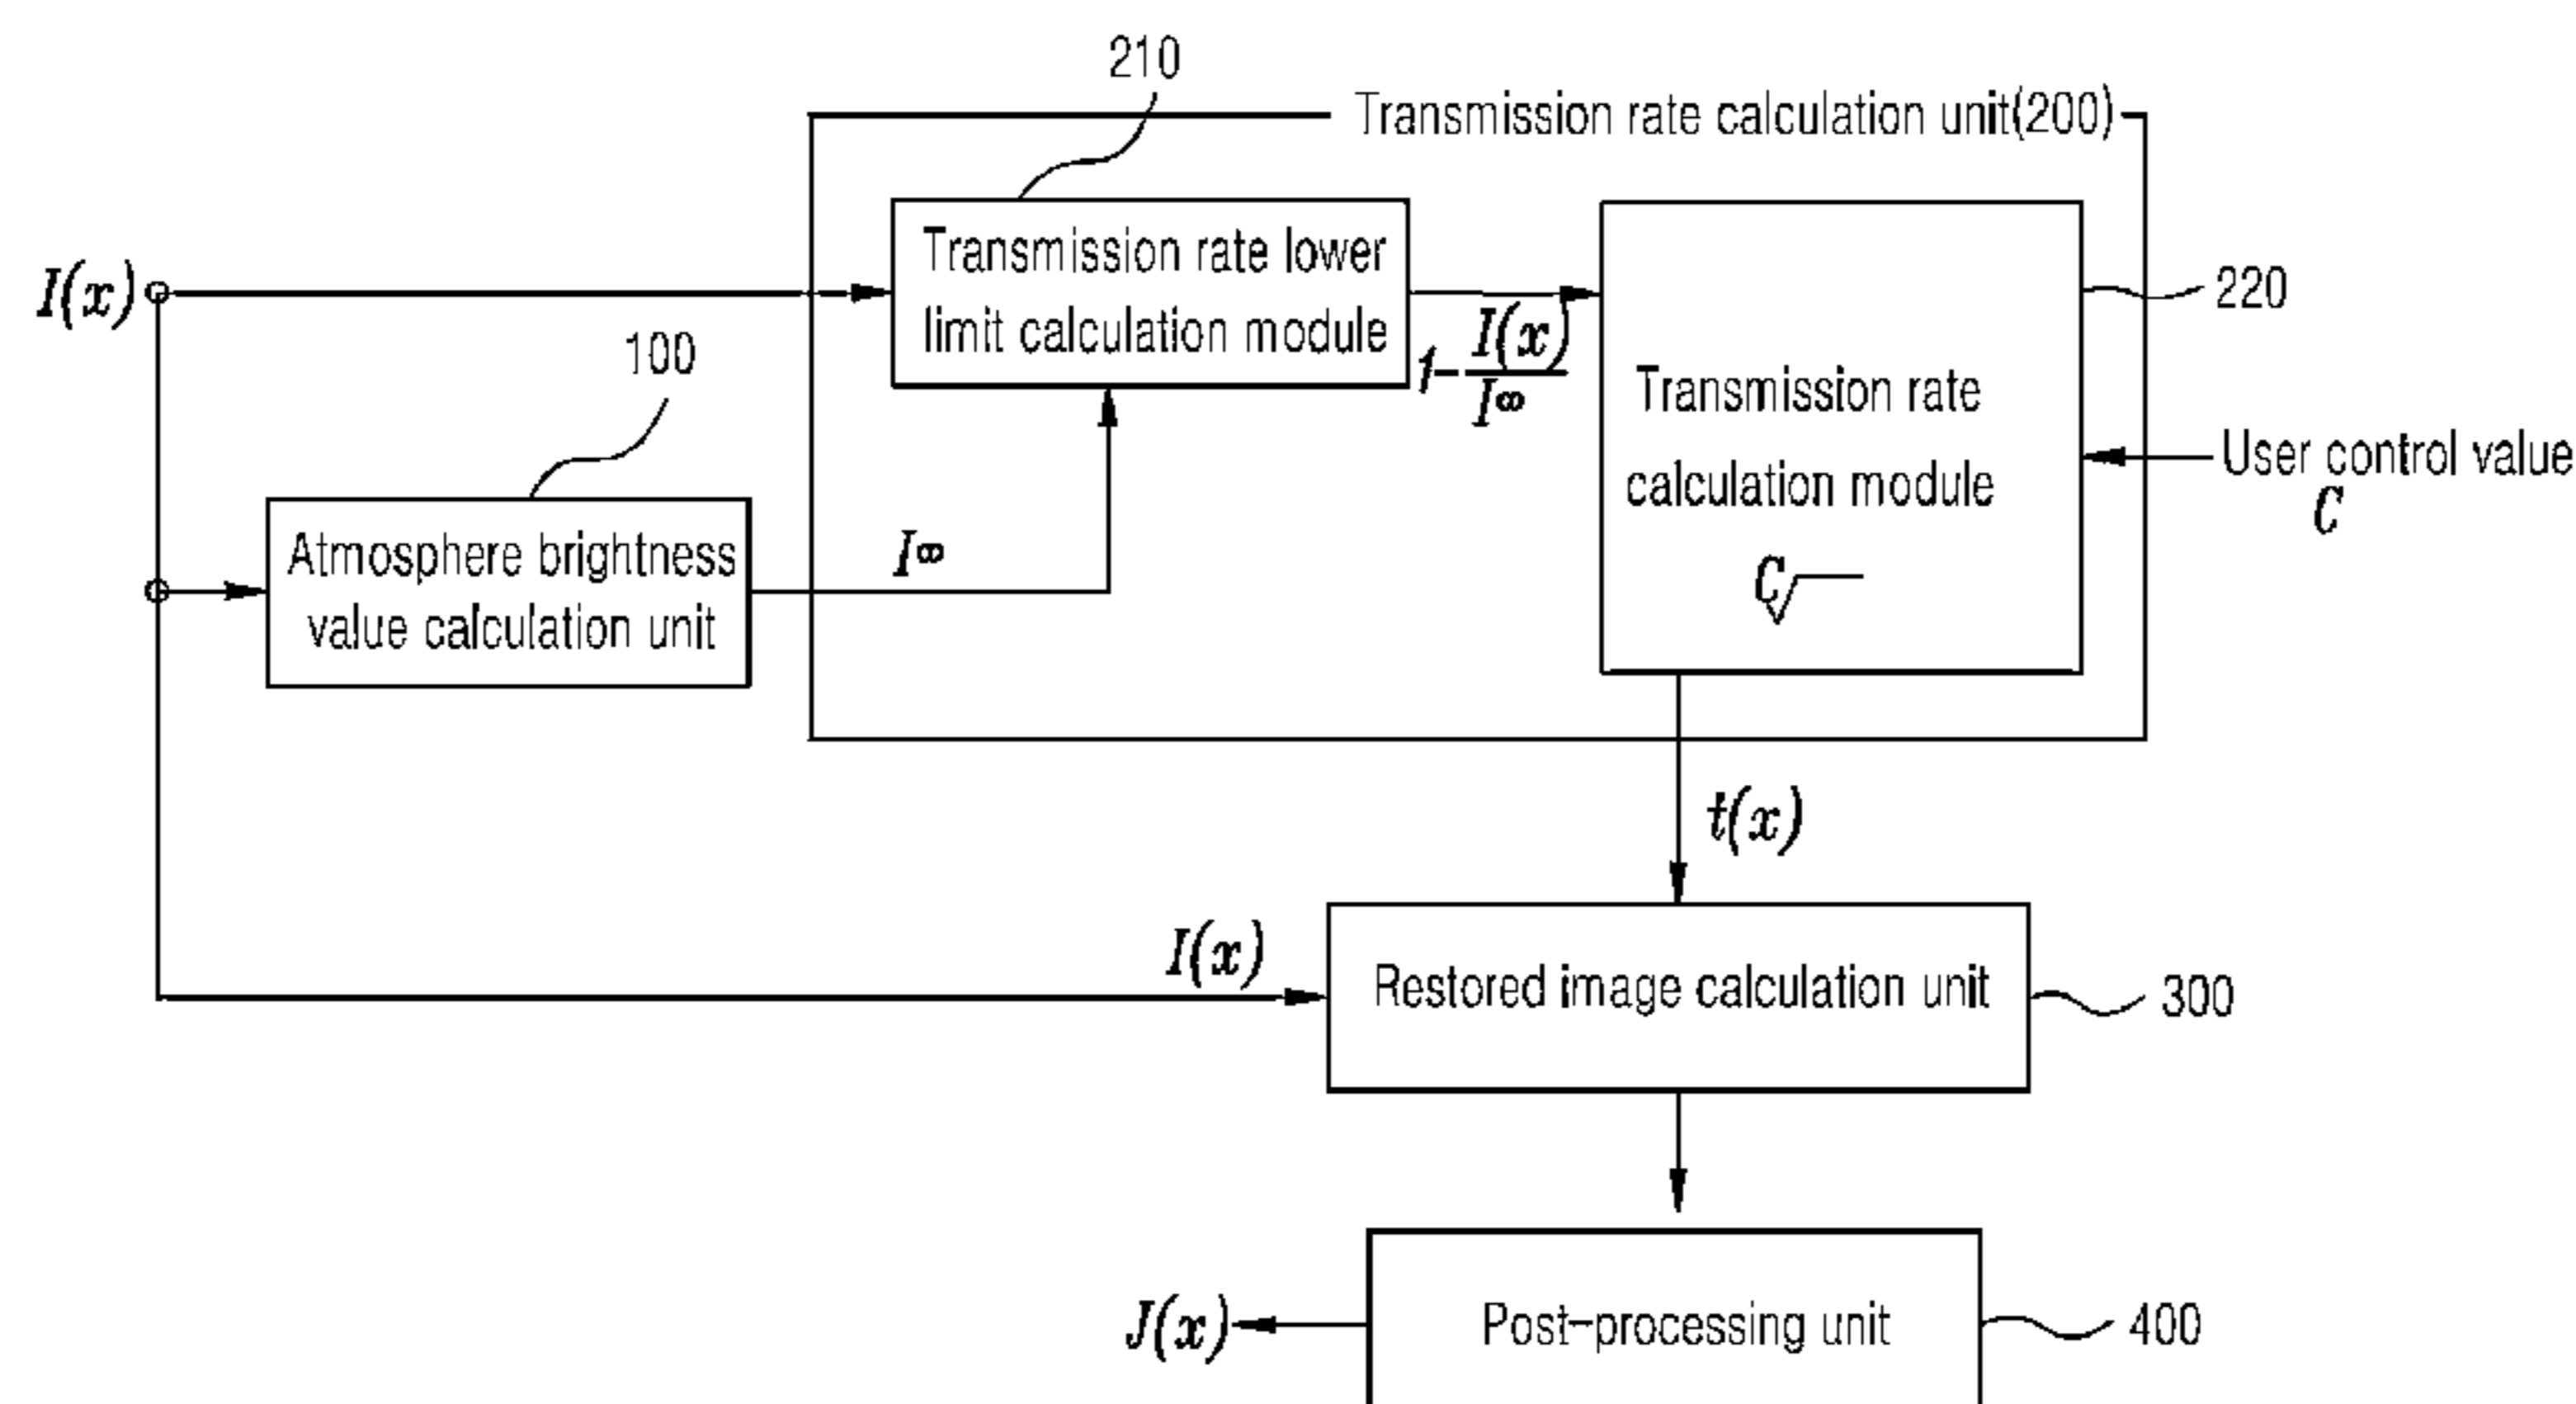 210
Transmission rate calculation unit(200)
I(x)
Transmission rate lower
limit calculation module
1-I(x)/I∞
220
Transmission rate
calculation module
C√
User control value
C
100
Atmosphere brightness
value calculation unit
I∞
t(x)
I(x)
Restored image calculation unit
300
Post-processing unit
400
J(x)